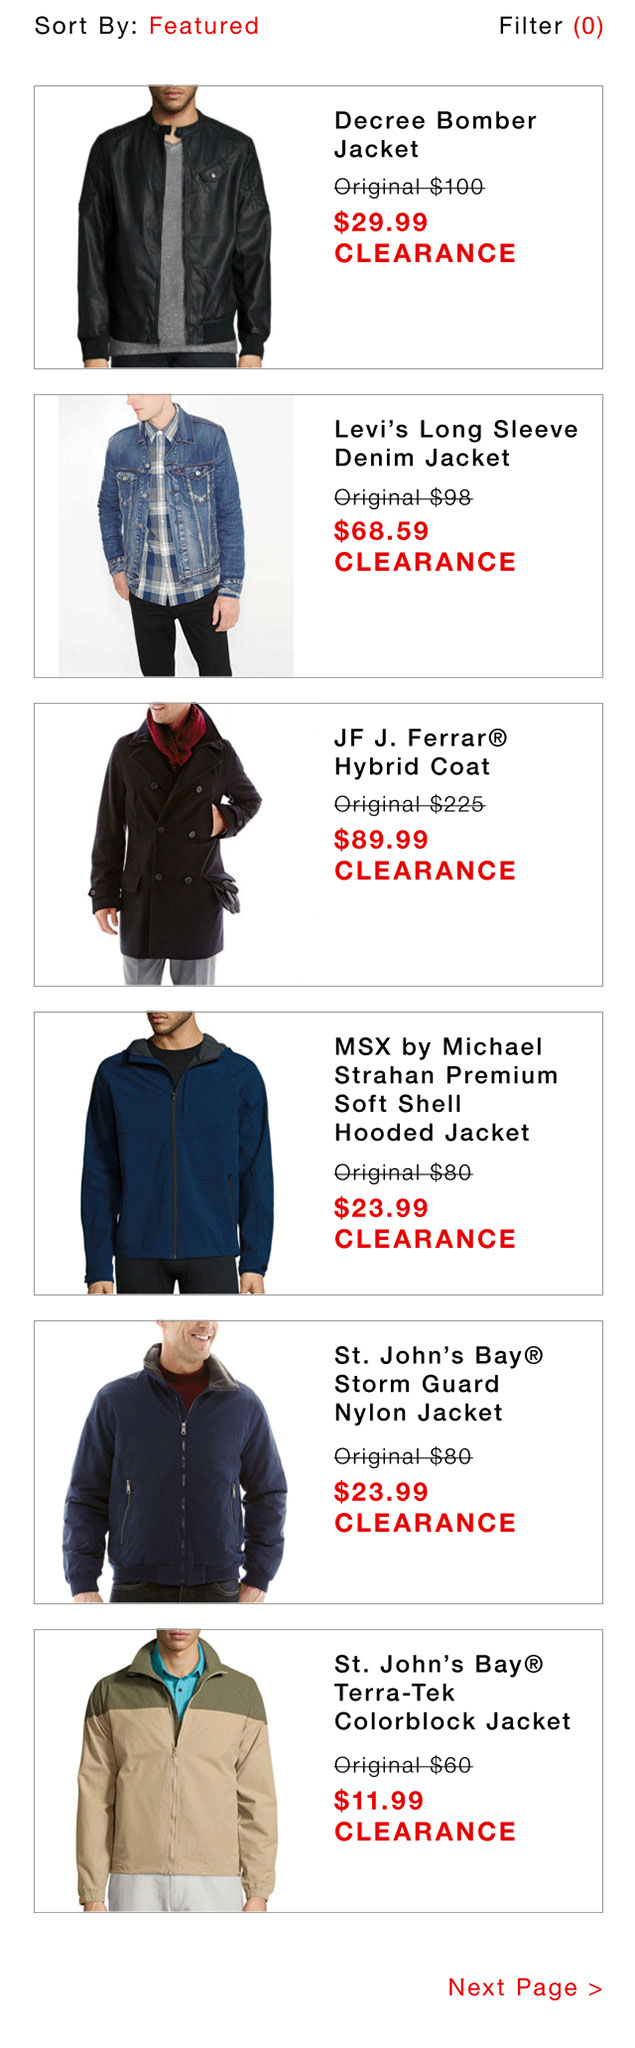 Sort By: Featured Filter (0)
Decree Bomber
Jacket
Original $100
$29.99
CLEARANCE
Levi’s Long Sleeve
Denim Jacket
Original $98
$68.59
CLEARANCE
JF J. Ferrar®
Hybrid Coat
Original $225
$89.99
CLEARANCE
MSX by Michael
Strahan Premium
Soft Shell
Hooded Jacket
Original $80
$23.99
CLEARANCE
St. John’s Bay®
Storm Guard
Nylon Jacket
Original $80
$23.99
CLEARANCE
St. John’s Bay®
Terra-Tek
Colorblock Jacket
Original $60
$11.99
CLEARANCE
Next Page >